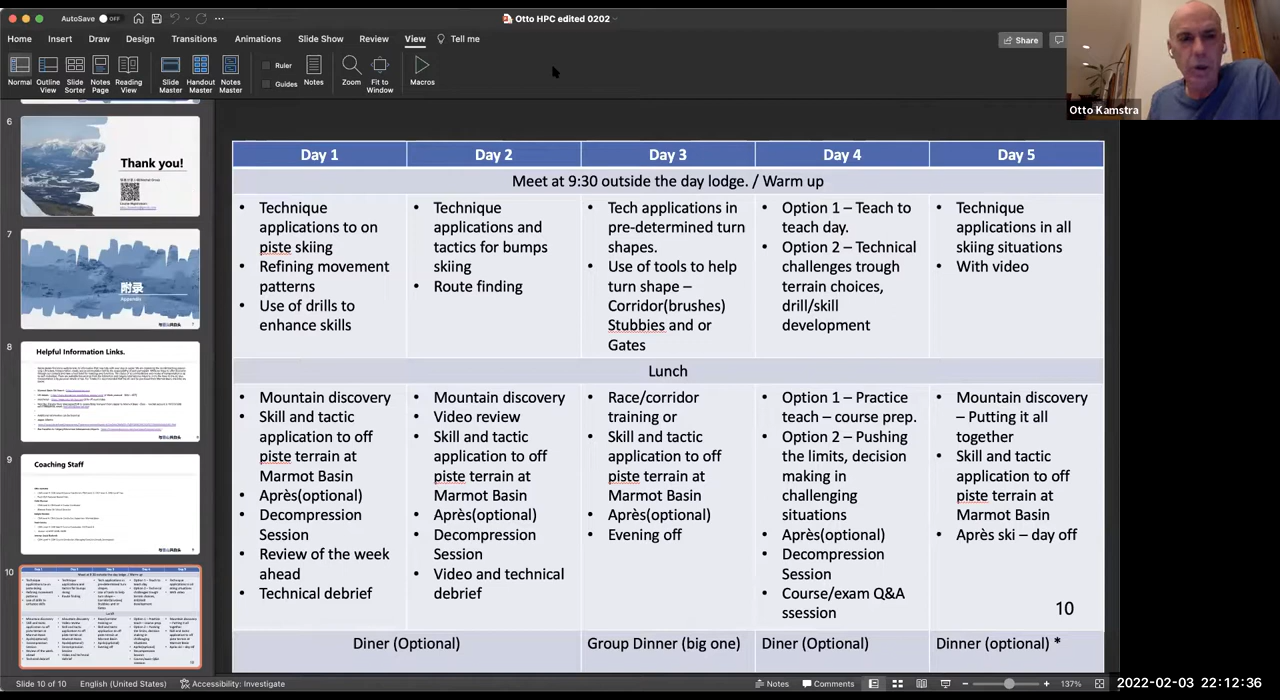 AutoSave OFF
Otto HPC edited 0202
Home Insert Draw Design Transitions Animations Slide Show Review View Tell me
Share
Normal
Outline View
Slide Sorter
Notes Page
Reading View
Slide Master
Handout Master
Notes Master
Ruler
Guides
Notes
Zoom
Fit to Window
Macros
Otto Kamstra
6
Thank you!
7
附录
Appendix
8
Helpful Information Links.
9
Coaching Staff
10
Day 1 Day 2 Day 3 Day 4 Day 5
Meet at 9:30 outside the day lodge. / Warm up
• Technique
applications to on
piste skiing
• Refining movement
patterns
• Use of drills to
enhance skills
• Technique
applications and
tactics for bumps
skiing
• Route finding
• Tech applications in
pre-determined turn
shapes.
• Use of tools to help
turn shape –
Corridor(brushes)
Stubbies and or
Gates
• Option 1 – Teach to
teach day.
• Option 2 – Technical
challenges trough
terrain choices,
drill/skill
development
• Technique
applications in all
skiing situations
• With video
Lunch
• Mountain discovery
Skill and tactic
application to off
piste terrain at
Marmot Basin
• Après(optional)
• Decompression
Session
• Review of the week
ahead
• Technical debrief
• Mountain discovery
• Video review
• Skill and tactic
application to off
piste terrain at
Marmot Basin
• Après(optional)
• Decompression
Session
• Video and technical
debrief
• Race/corridor
training or
• Skill and tactic
application to off
piste terrain at
Marmot Basin
• Après(optional)
• Evening off
• Option 1 – Practice
teach – course prep.
• Option 2 – Pushing
the limits, decision
making in
challenging
situations
• Après(optional)
• Decompression
Session
• Course/exam Q&A
session
• Mountain discovery
– Putting it all
together
• Skill and tactic
application to off
piste terrain at
Marmot Basin
• Après ski – day off
10
Diner (Optional) Group Dinner (big one) Diner (Optional) Dinner (optional) *
Slide 10 of 10 English (United States) Accessibility: Investigate Notes Comments 137%
2022-02-03 22:12:36